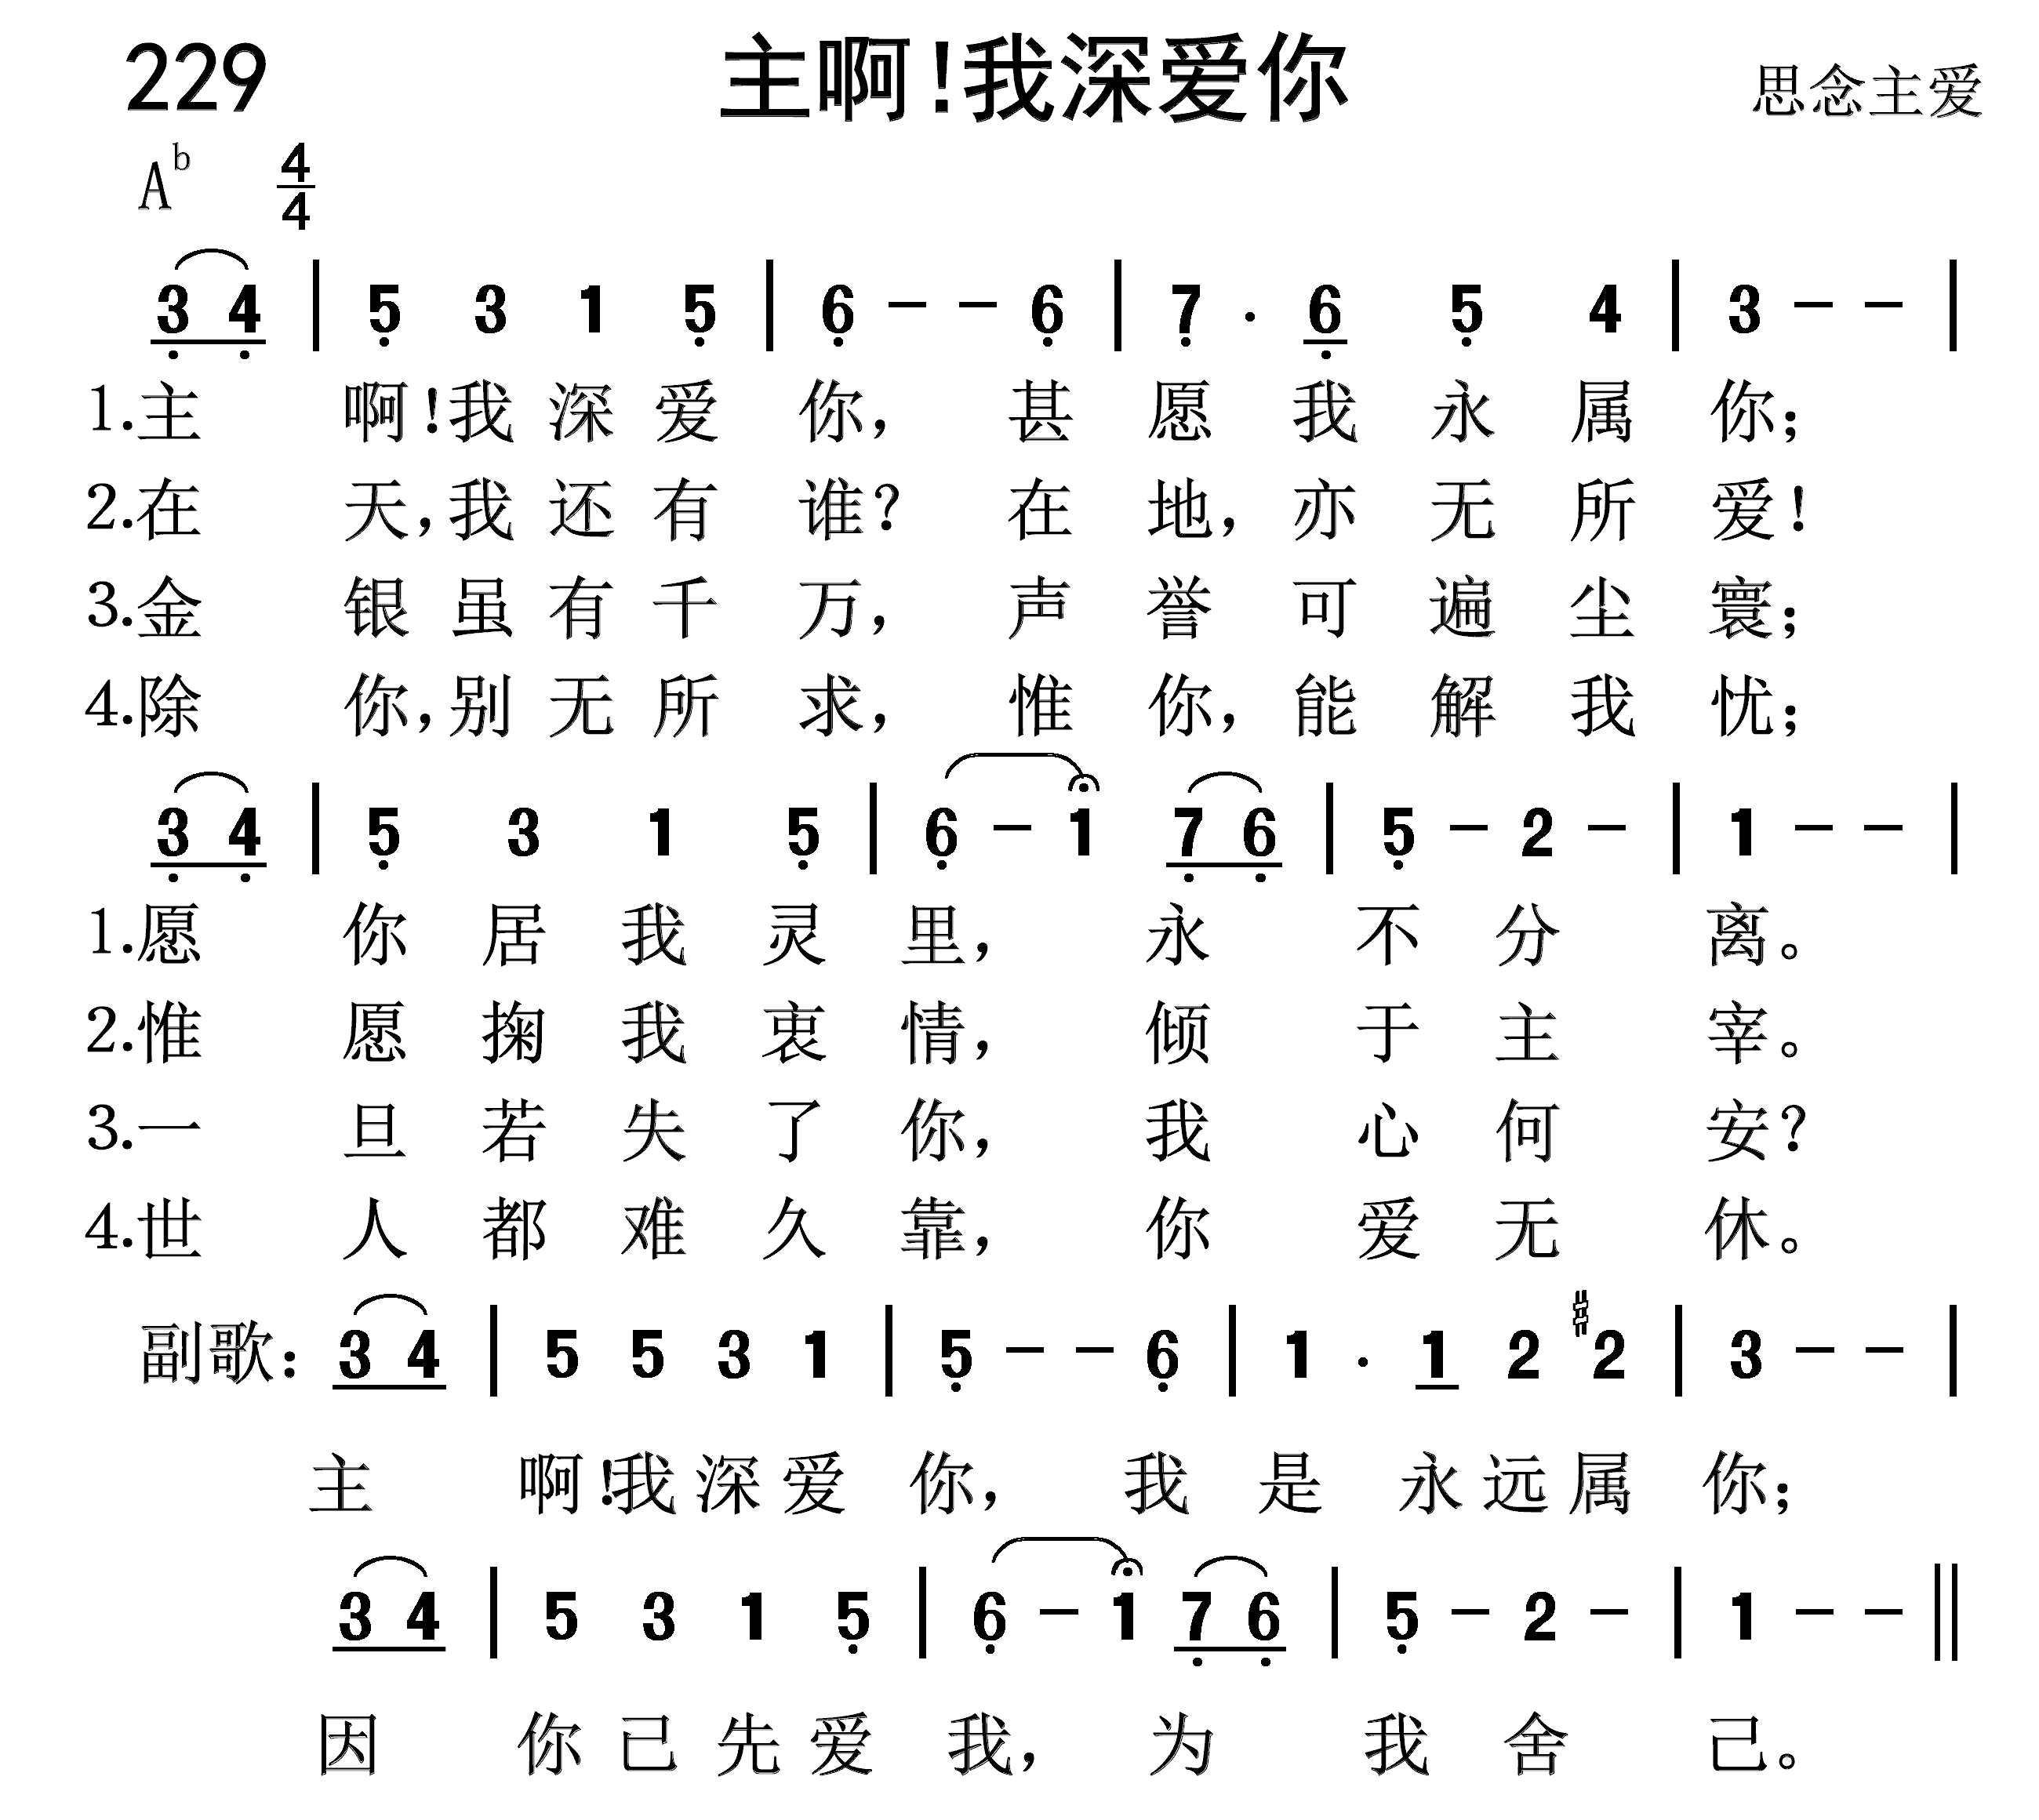 229 主啊!我深爱你 思念主爱
A♭ 4/4
3 4 | 5 3 1 5 | 6 - - 6 | 7 . 6 5 4 | 3 - - |
1.主 啊!我 深 爱 你, 甚 愿 我 永 属 你;
2.在 天,我 还 有 谁? 在 地, 亦 无 所 爱!
3.金 银 虽 有 千 万, 声 誉 可 遍 尘 寰;
4.除 你,别 无 所 求, 惟 你, 能 解 我 忧;
3 4 | 5 3 1 5 | 6 - 1 7 6 | 5 - 2 - | 1 - - |
1.愿 你 居 我 灵 里, 永 不 分 离。
2.惟 愿 掬 我 衷 情, 倾 于 主 宰。
3.一 旦 若 失 了 你, 我 心 何 安?
4.世 人 都 难 久 靠, 你 爱 无 休。
副歌: 3 4 | 5 5 3 1 | 5 - - 6 | 1 . 1 2 #2 | 3 - - |
主 啊!我 深 爱 你, 我 是 永 远 属 你;
3 4 | 5 3 1 5 | 6 - 1 7 6 | 5 - 2 - | 1 - - ||
因 你 已 先 爱 我, 为 我 舍 己。